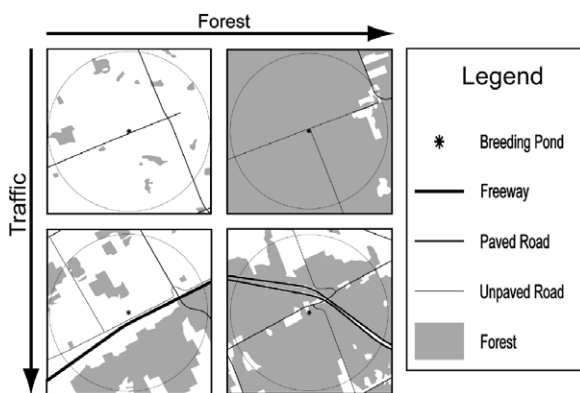 Forest
Traffic
Legend
Breeding Pond
Freeway
Paved Road
Unpaved Road
Forest